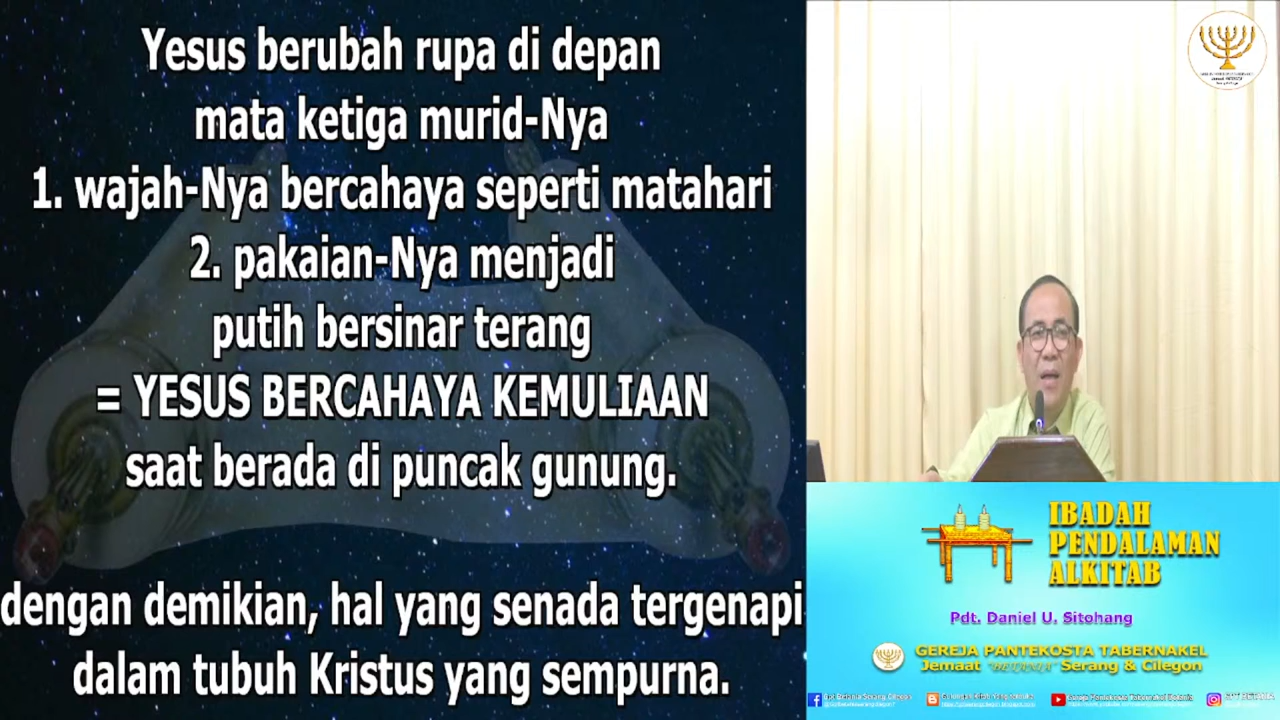 Yesus berubah rupa di depan
mata ketiga murid-Nya
1. wajah-Nya bercahaya seperti matahari
2. pakaian-Nya menjadi
putih bersinar terang
= YESUS BERCAHAYA KEMULIAAN
saat berada di puncak gunung.
dengan demikian, hal yang senada tergenapi
dalam tubuh Kristus yang sempurna.
IBADAH
PENDALAMAN
ALKITAB
Pdt. Daniel U. Sitohang
GEREJA PANTEKOSTA TABERNAKEL
Jemaat "BETANIA" Serang & Cilegon